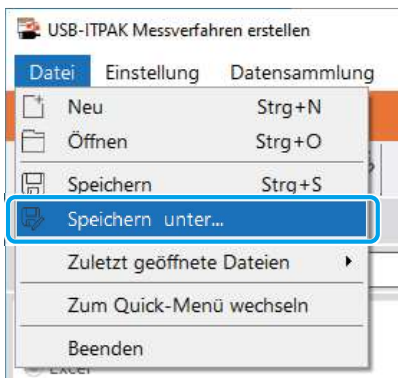 USB-ITPAK Messverfahren erstellen
Datei Einstellung Datensammlung
Neu Strg+N
Öffnen Strg+O
Speichern Strg+S
Speichern unter...
Zuletzt geöffnete Dateien
Zum Quick-Menü wechseln
Beenden
Excel